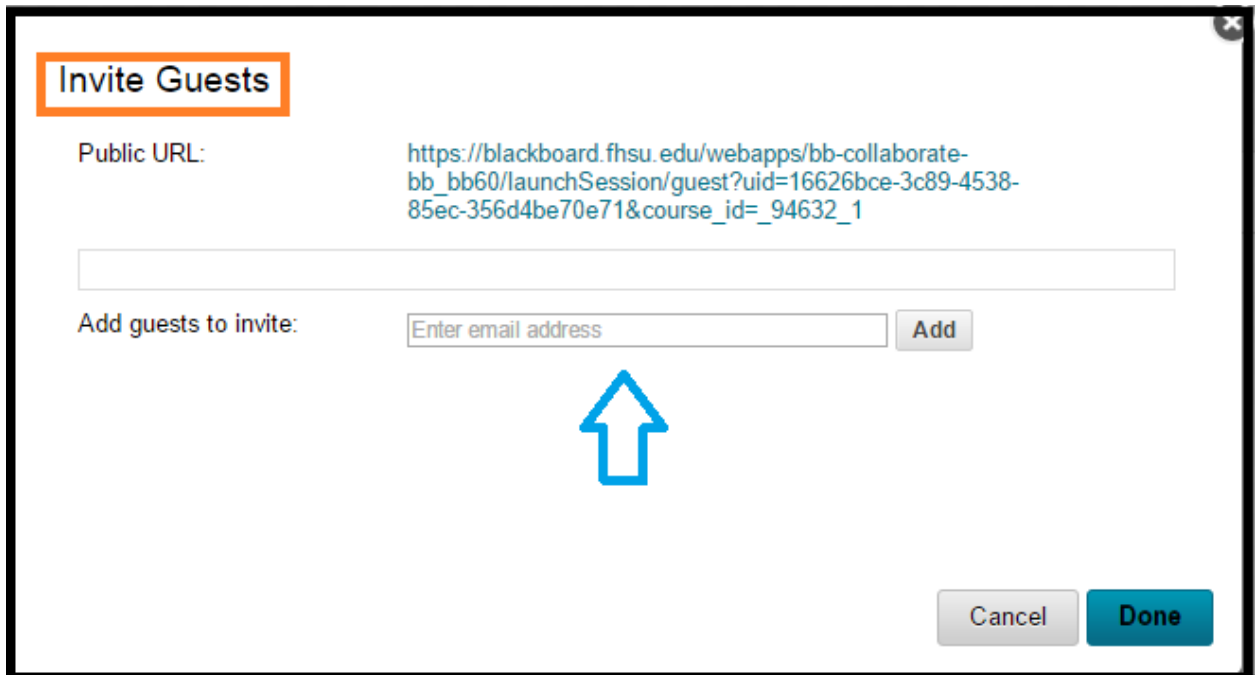 Invite Guests
Public URL:
https://blackboard.fhsu.edu/webapps/bb-collaborate-
bb_bb60/launchSession/guest?uid=16626bce-3c89-4538-
85ec-356d4be70e71&course_id=_94632_1
Add guests to invite:
Enter email address
Add
Cancel
Done